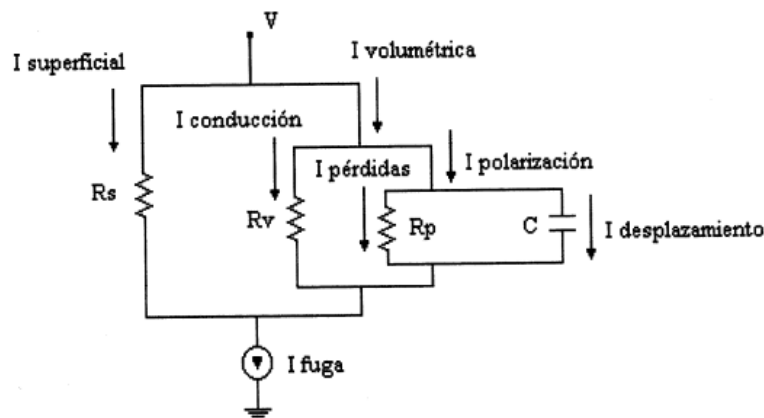 V
I superficial
I volumétrica
I conducción
I pérdidas
I polarización
Rs
Rv
Rp
C
I desplazamiento
I fuga